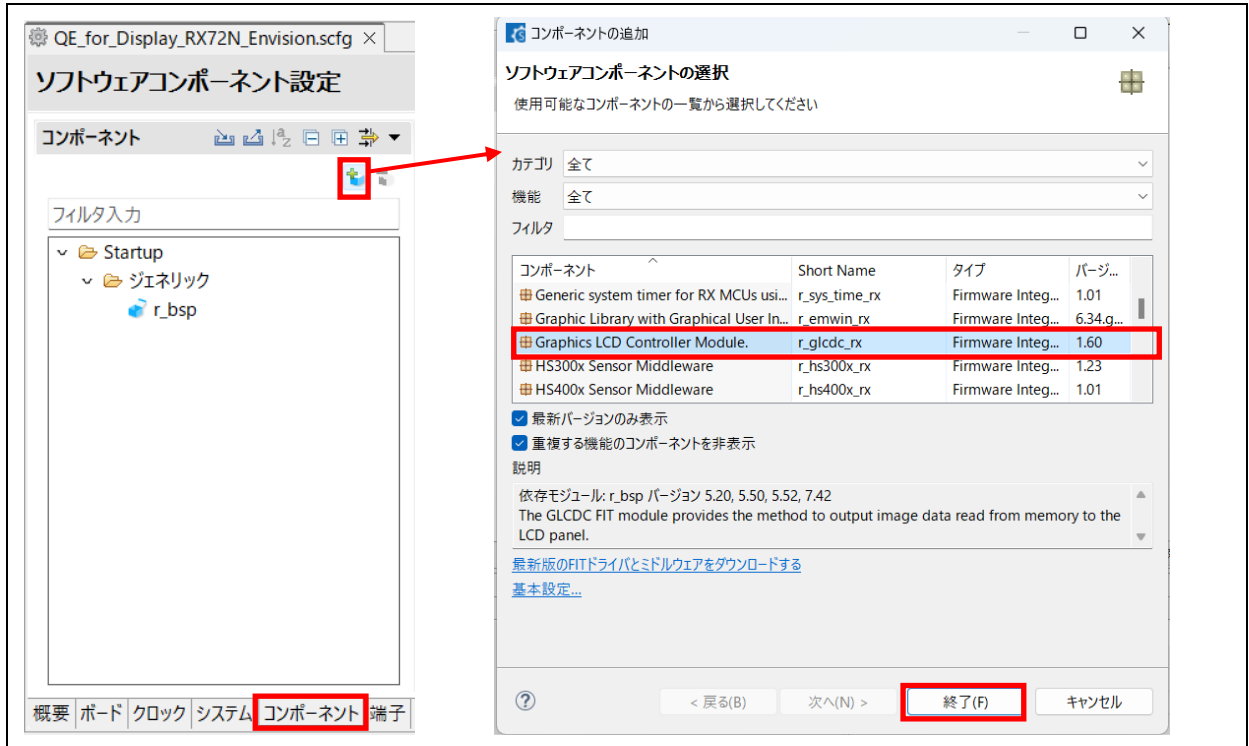 QE_for_Display_RX72N_Envision.scfg
ソフトウェアコンポーネント設定
コンポーネント
フィルタ入力
Startup
ジェネリック
r_bsp
概要 ボード クロック システム コンポーネント 端子
コンポーネントの追加
ソフトウェアコンポーネントの選択
使用可能なコンポーネントの一覧から選択してください
カテゴリ 全て
機能 全て
フィルタ
コンポーネント Short Name タイプ バージ...
Generic system timer for RX MCUs usi... r_sys_time_rx Firmware Integ... 1.01
Graphic Library with Graphical User In... r_emwin_rx Firmware Integ... 6.34.g...
Graphics LCD Controller Module. r_glcdc_rx Firmware Integ... 1.60
HS300x Sensor Middleware r_hs300x_rx Firmware Integ... 1.23
HS400x Sensor Middleware r_hs400x_rx Firmware Integ... 1.01
最新バージョンのみ表示
重複する機能のコンポーネントを非表示
説明
依存モジュール: r_bsp バージョン 5.20, 5.50, 5.52, 7.42
The GLCDC FIT module provides the method to output image data read from memory to the
LCD panel.
最新版のFITドライバとミドルウェアをダウンロードする
基本設定...
< 戻る(B) 次へ(N) > 終了(F) キャンセル